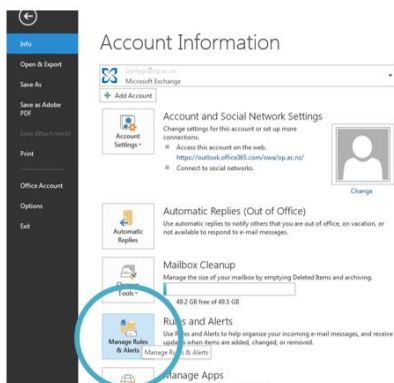 Account Information
Info
Open & Export
Save As
Save as Adobe
PDF
Save Attachments
Print
Office Account
Options
Exit
Microsoft Exchange
Add Account
Account
Settings
Account and Social Network Settings
Change settings for this account or set up more
connections.
Access this account on the web.
https://outlook.office365.com/owa/op.ac.nz/
Connect to social networks.
Change
Automatic
Replies
Automatic Replies (Out of Office)
Use automatic replies to notify others that you are out of office, on vacation, or
not available to respond to e-mail messages.
Cleanup
Tools
Mailbox Cleanup
Manage the size of your mailbox by emptying Deleted Items and archiving.
49.2 GB free of 49.5 GB
Manage Rules
& Alerts
Rules and Alerts
Use Rules and Alerts to help organize your incoming e-mail messages, and receive
updates when items are added, changed, or removed.
Manage Rules & Alerts
Manage Apps